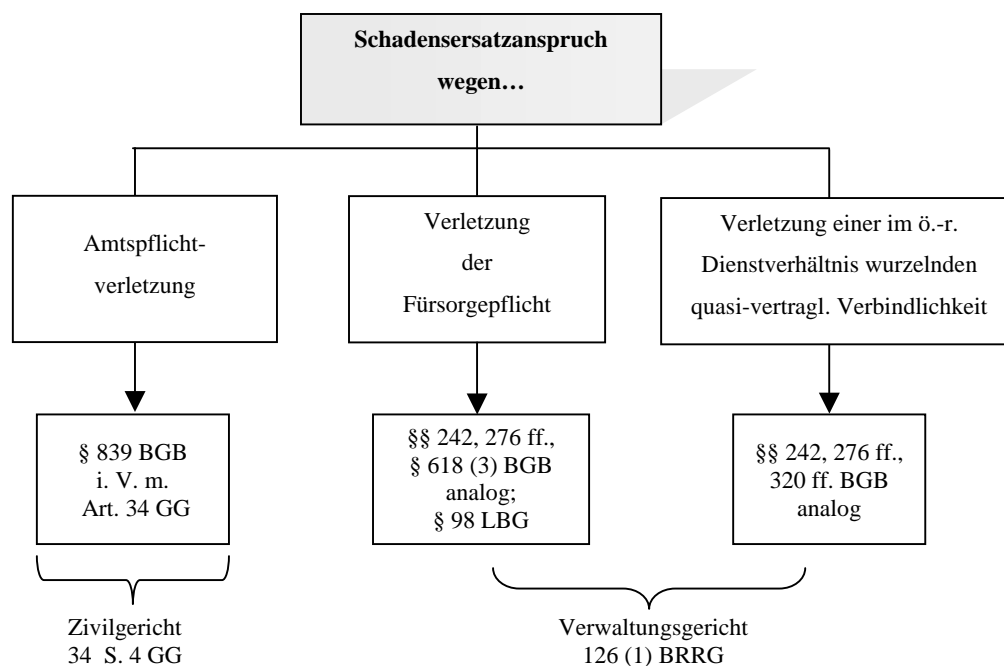 Schadensersatzanspruch
wegen…
Amtspflicht-
verletzung
Verletzung
der
Fürsorgepflicht
Verletzung einer im ö.-r.
Dienstverhältnis wurzelnden
quasi-vertragl. Verbindlichkeit
§ 839 BGB
i. V. m.
Art. 34 GG
§§ 242, 276 ff.,
§ 618 (3) BGB
analog;
§ 98 LBG
§§ 242, 276 ff.,
320 ff. BGB
analog
Zivilgericht
34 S. 4 GG
Verwaltungsgericht
126 (1) BRRG